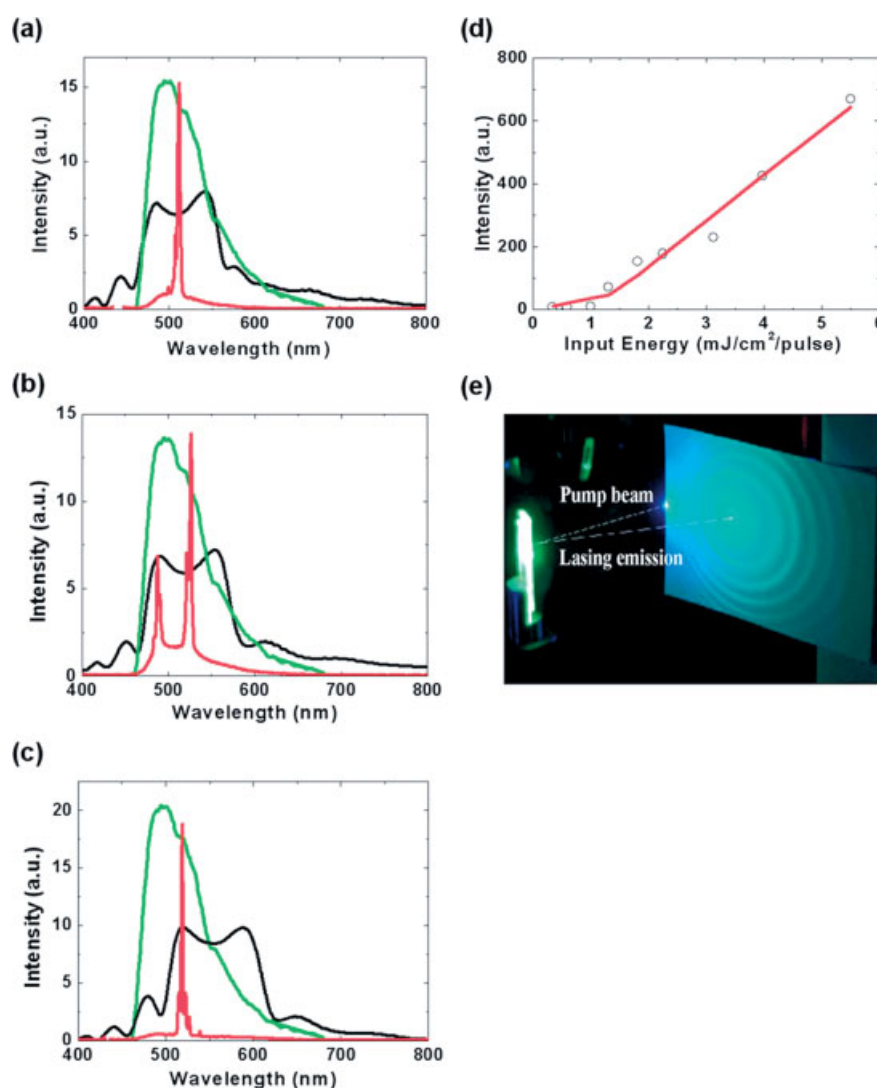 (a)
Intensity (a.u.)
15
10
5
0
400 500 600 700 800
Wavelength (nm)
(b)
Intensity (a.u.)
15
10
5
0
400 500 600 700 800
Wavelength (nm)
(c)
Intensity (a.u.)
20
15
10
5
0
400 500 600 700 800
Wavelength (nm)
(d)
Intensity (a.u.)
800
600
400
200
0
0 1 2 3 4 5 6
Input Energy (mJ/cm²/pulse)
(e)
Pump beam
Lasing emission